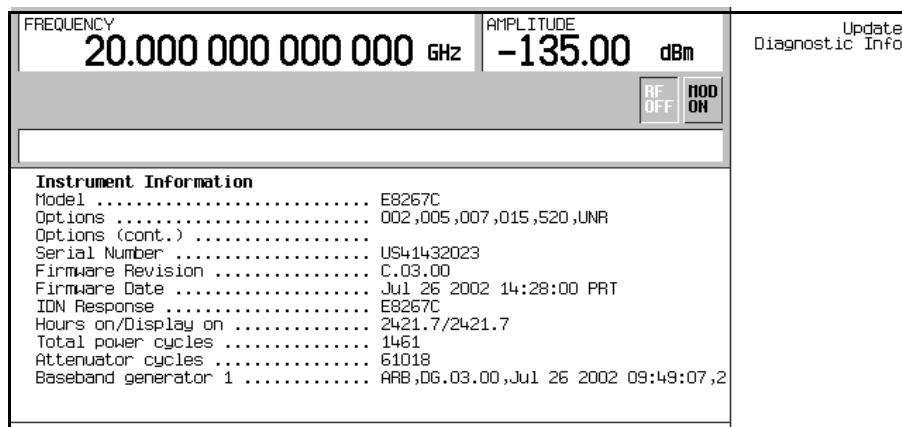 FREQUENCY
20.000 000 000 000 GHz
AMPLITUDE
-135.00 dBm
Update
Diagnostic Info
RF
OFF
MOD
ON
Instrument Information
Model ............................ E8267C
Options .......................... 002,005,007,015,520,UNR
Options (cont.) ..................
Serial Number .................... US41432023
Firmware Revision ................ C.03.00
Firmware Date .................... Jul 26 2002 14:28:00 PRT
IDN Response ..................... E8267C
Hours on/Display on .............. 2421.7/2421.7
Total power cycles ............... 1461
Attenuator cycles ................ 61018
Baseband generator 1 ............. ARB,DG.03.00,Jul 26 2002 09:49:07,2